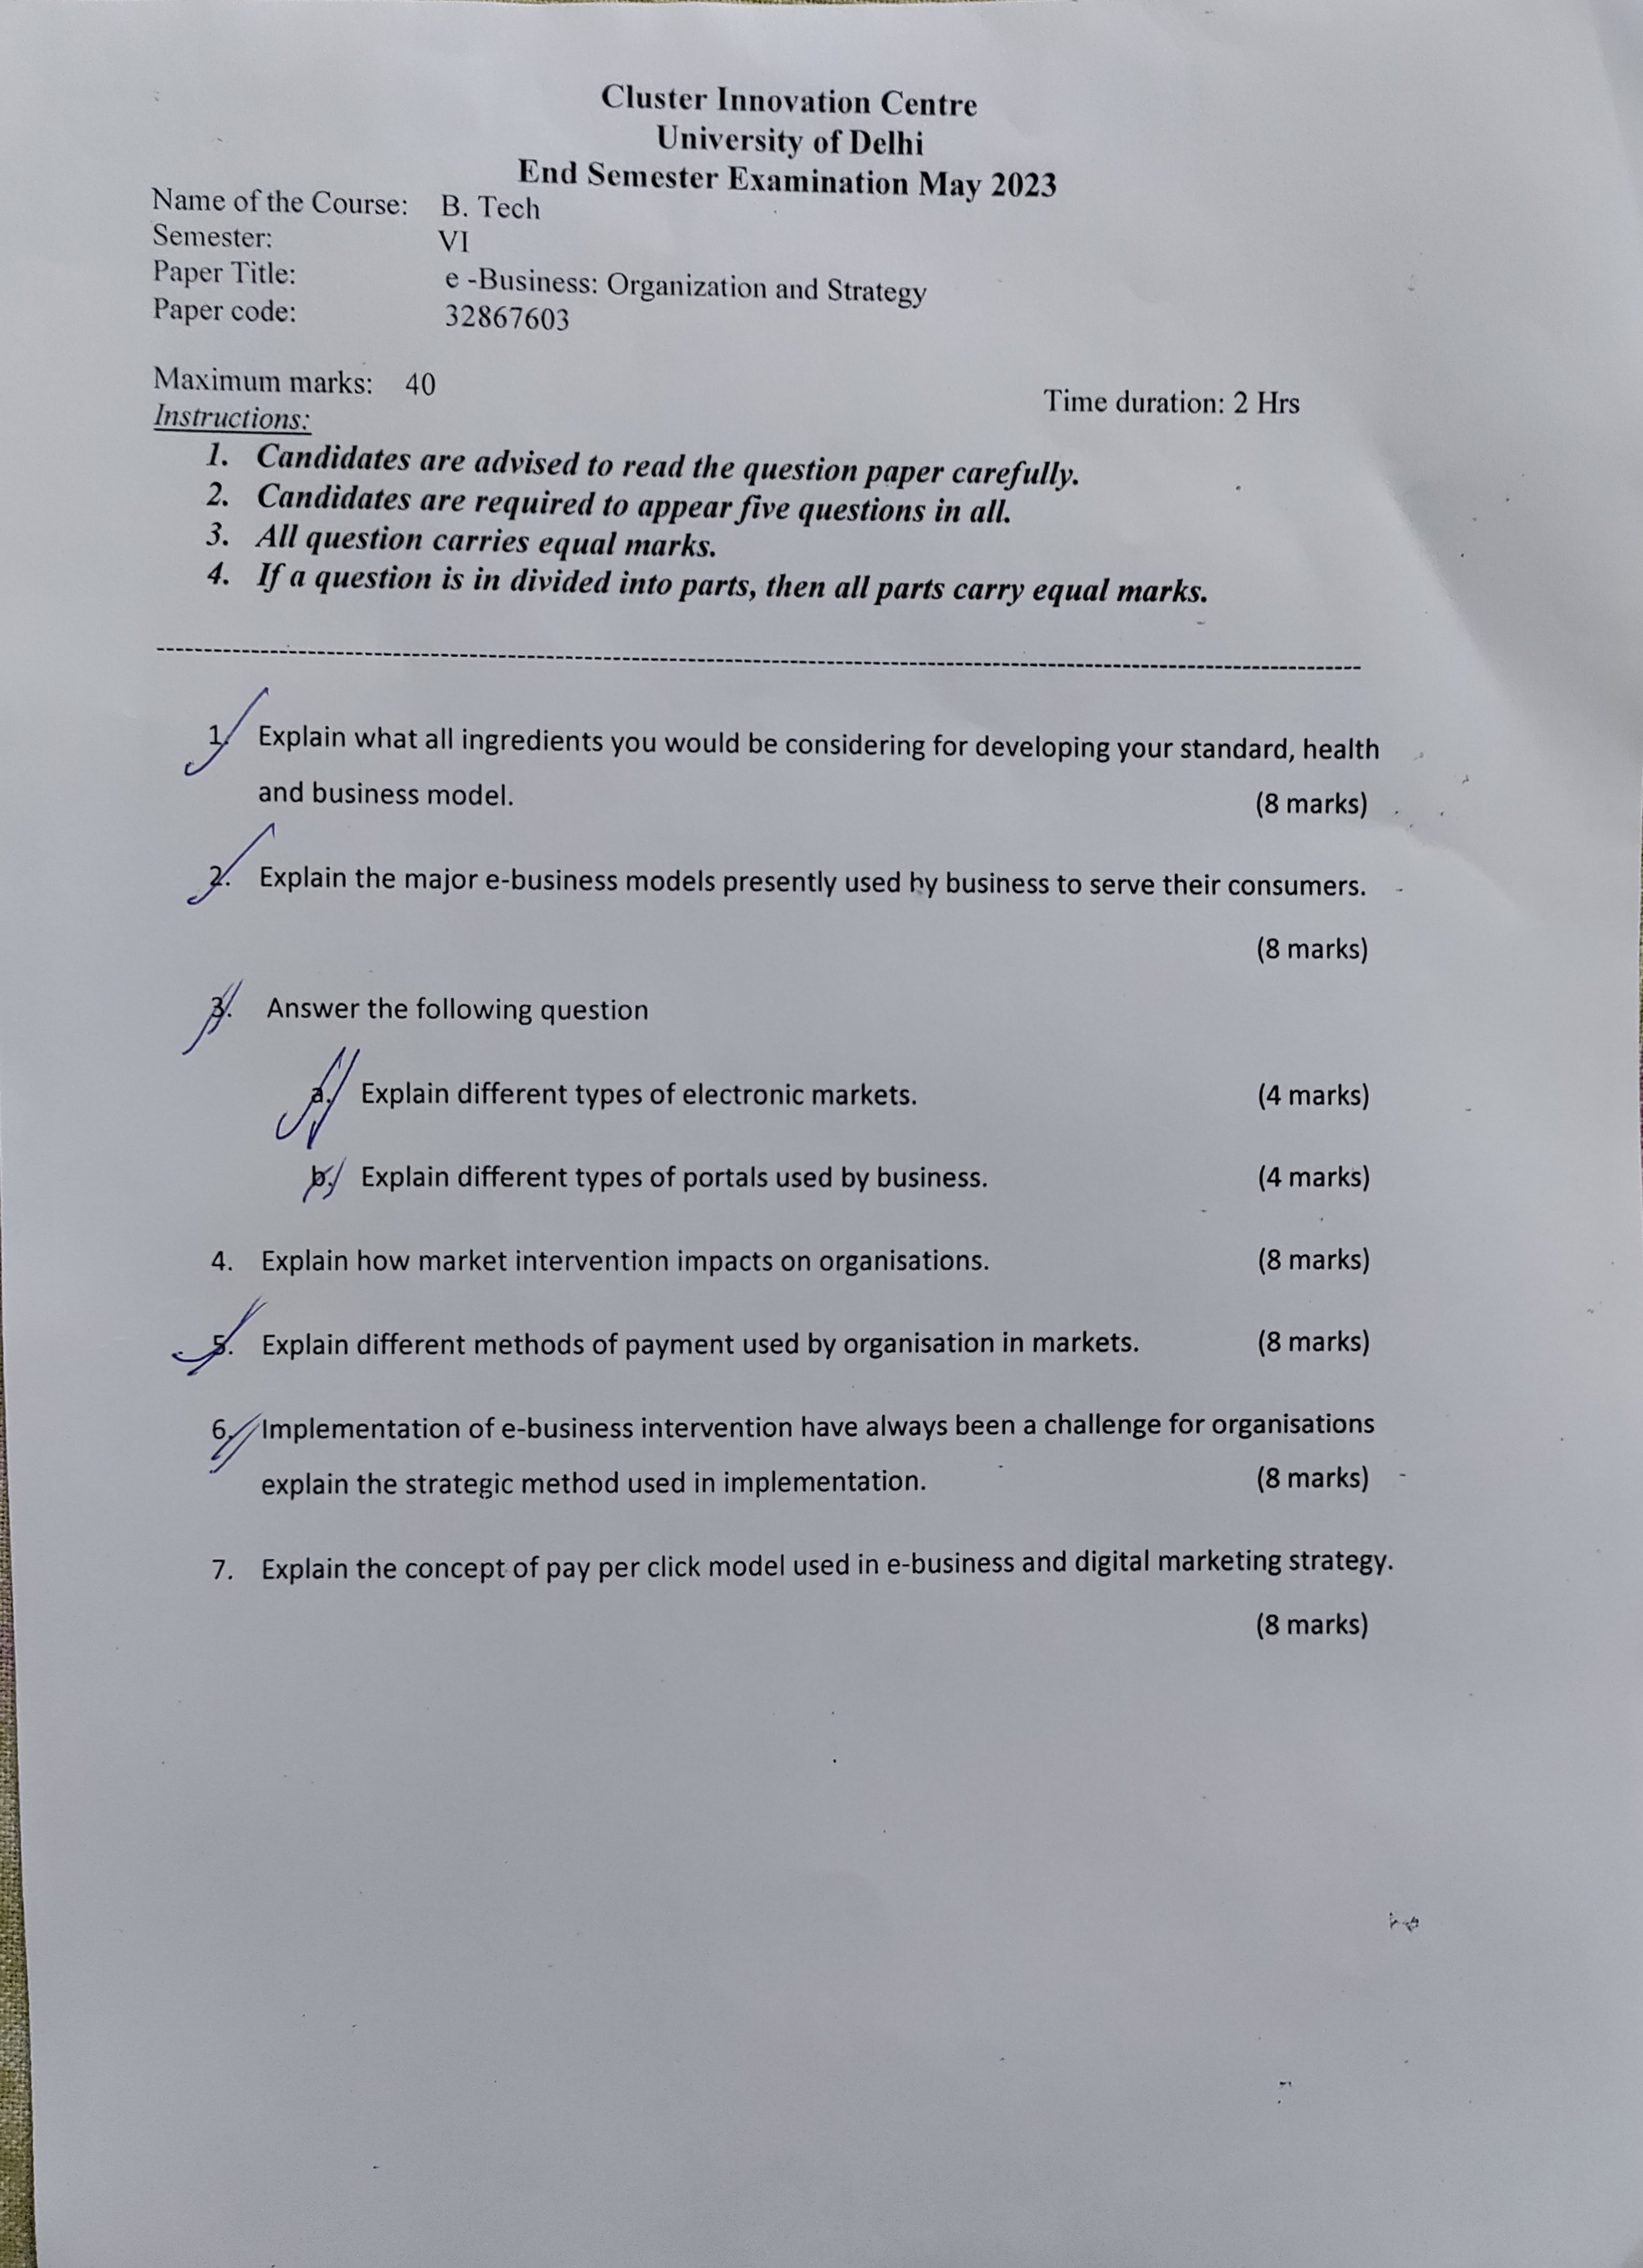 Cluster Innovation Centre
University of Delhi
End Semester Examination May 2023
Name of the Course: B. Tech
Semester: VI
Paper Title: e -Business: Organization and Strategy
Paper code: 32867603
Maximum marks: 40 Time duration: 2 Hrs
Instructions:
1. Candidates are advised to read the question paper carefully.
2. Candidates are required to appear five questions in all.
3. All question carries equal marks.
4. If a question is in divided into parts, then all parts carry equal marks.
1. Explain what all ingredients you would be considering for developing your standard, health
and business model. (8 marks)
2. Explain the major e-business models presently used by business to serve their consumers.
(8 marks)
3. Answer the following question
a. Explain different types of electronic markets. (4 marks)
b. Explain different types of portals used by business. (4 marks)
4. Explain how market intervention impacts on organisations. (8 marks)
5. Explain different methods of payment used by organisation in markets. (8 marks)
6. Implementation of e-business intervention have always been a challenge for organisations
explain the strategic method used in implementation. (8 marks)
7. Explain the concept of pay per click model used in e-business and digital marketing strategy.
(8 marks)